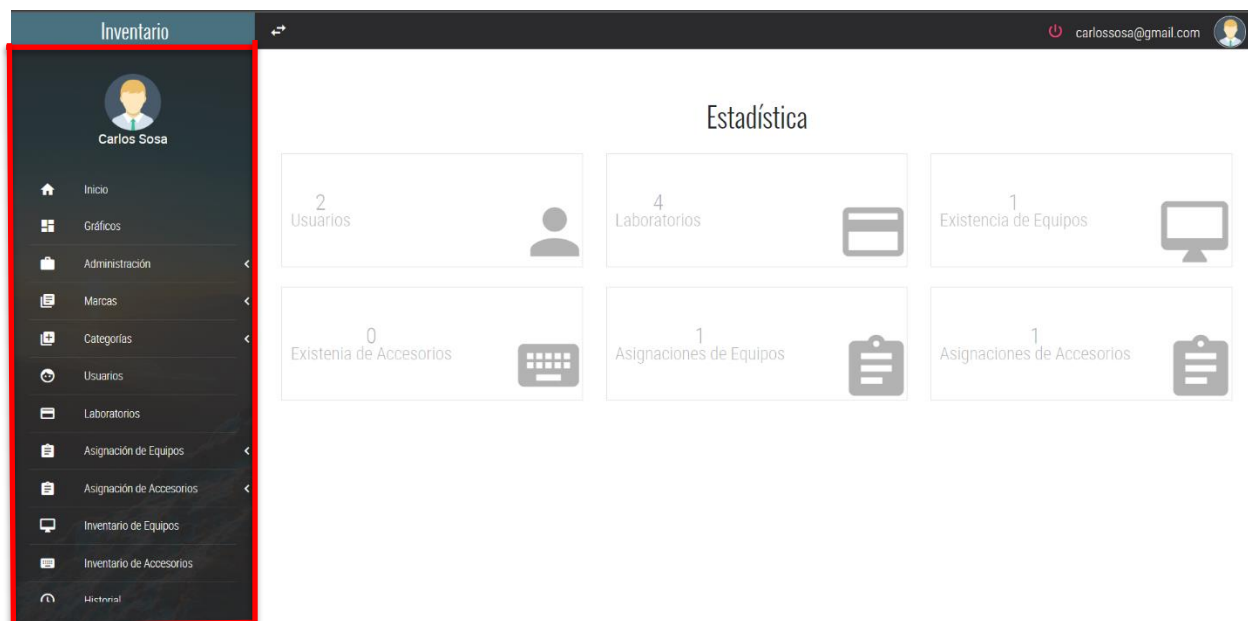 Inventario
carlossosa@gmail.com
Carlos Sosa
Inicio
Gráficos
Administración
Marcas
Categorías
Usuarios
Laboratorios
Asignación de Equipos
Asignación de Accesorios
Inventario de Equipos
Inventario de Accesorios
Historial
Estadística
2
Usuarios
4
Laboratorios
1
Existencia de Equipos
0
Existenia de Accesorios
1
Asignaciones de Equipos
1
Asignaciones de Accesorios